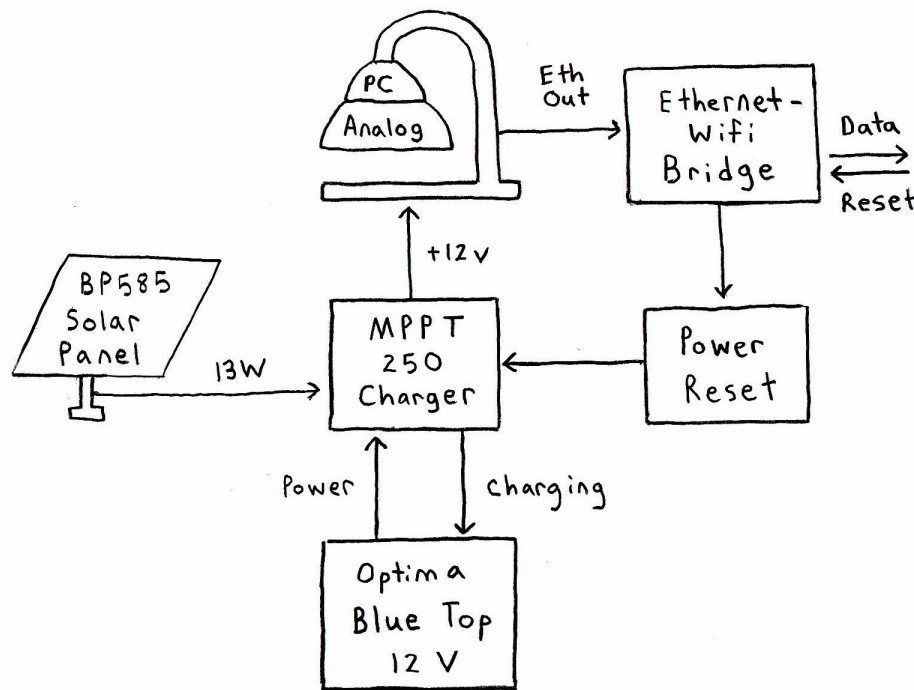 PC
Analog
Eth
Out
Ethernet-
Wifi
Bridge
Data
Reset
+12v
BP585
Solar
Panel
13W
MPPT
250
Charger
Power
Reset
Power
Charging
Optima
Blue Top
12 V